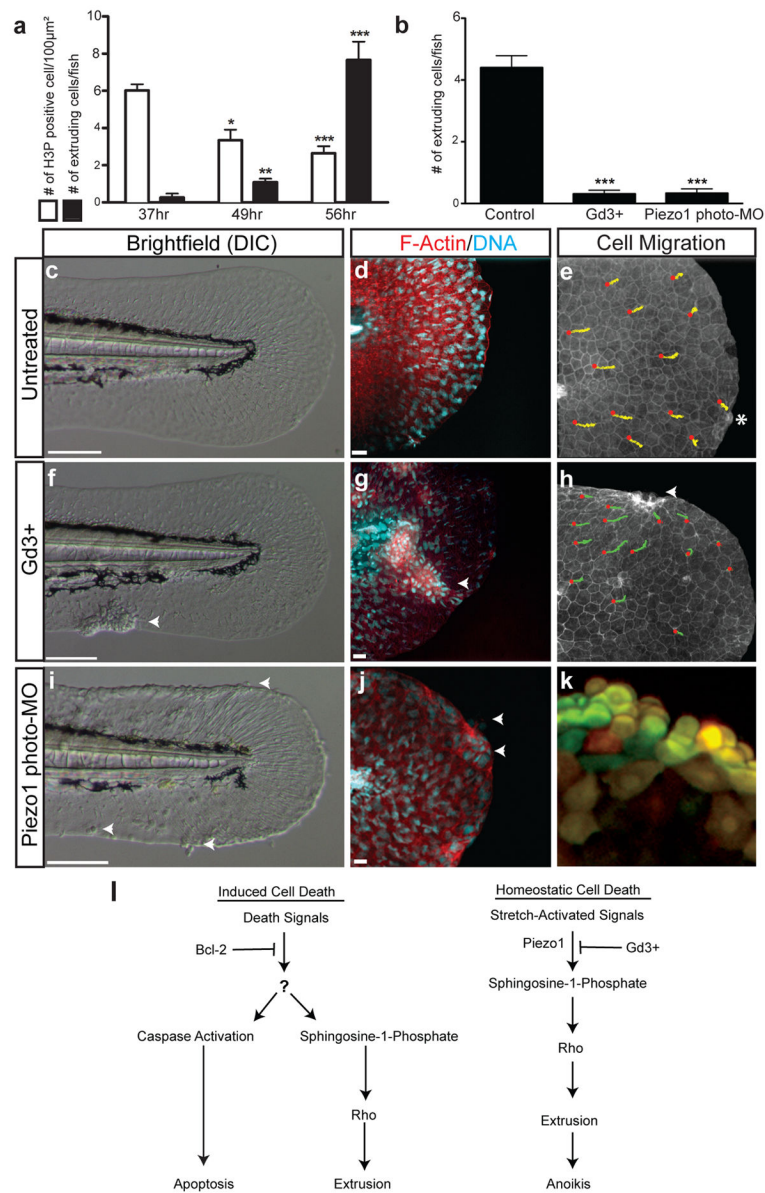 a
# of H3P positive cell/100µm²
# of extruding cells/fish
10
8
6
4
2
0
*
**
***
***
37hr
49hr
56hr
b
# of extruding cells/fish
6
4
2
0
***
***
Control
Gd3+
Piezo1 photo-MO
Brightfield (DIC)
F-Actin/DNA
Cell Migration
Untreated
c
d
e
*
Gd3+
f
g
h
Piezo1 photo-MO
i
j
k
l
Induced Cell Death
Death Signals
Bcl-2
?
Caspase Activation
Sphingosine-1-Phosphate
Rho
Apoptosis
Extrusion
Homeostatic Cell Death
Stretch-Activated Signals
Piezo1
Gd3+
Sphingosine-1-Phosphate
Rho
Extrusion
Anoikis